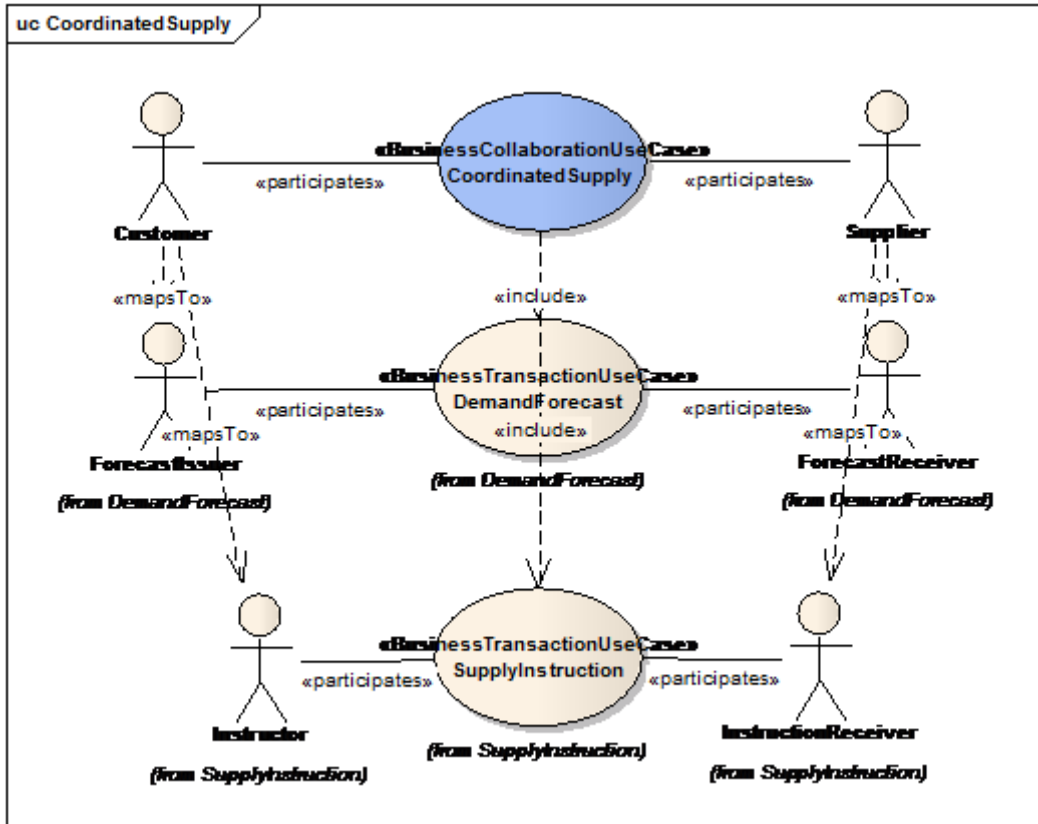 uc CoordinatedSupply
«BusinessCollaborationUseCase»
CoordinatedSupply
«participates»
«participates»
Customer
Supplier
«mapsTo»
«include»
«mapsTo»
«BusinessTransactionUseCase»
DemandForecast
«participates»
«participates»
«mapsTo»
«include»
«mapsTo»
ForecastIssuer
ForecastReceiver
(from DemandForecast)
(from DemandForecast)
(from DemandForecast)
«BusinessTransactionUseCase»
SupplyInstruction
«participates»
«participates»
Instructor
InstructionReceiver
(from SupplyInstruction)
(from SupplyInstruction)
(from SupplyInstruction)